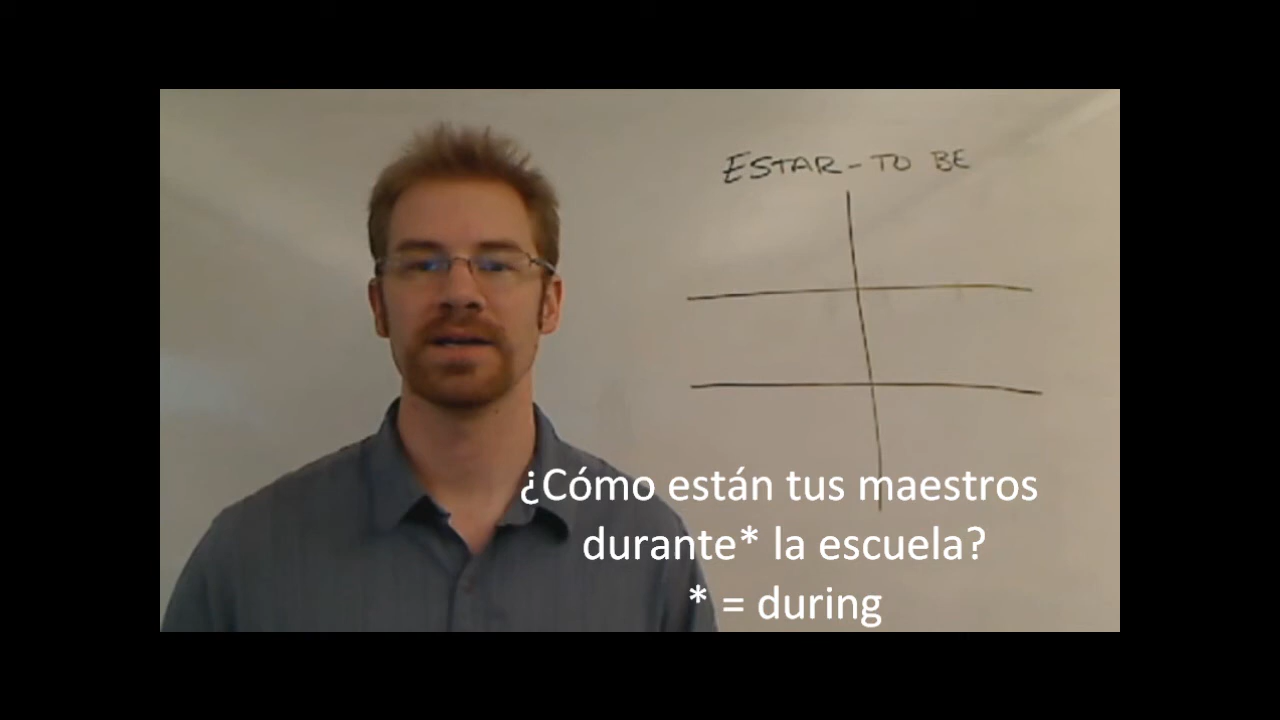 ESTAR - TO BE
¿Cómo están tus maestros
durante* la escuela?
* = during